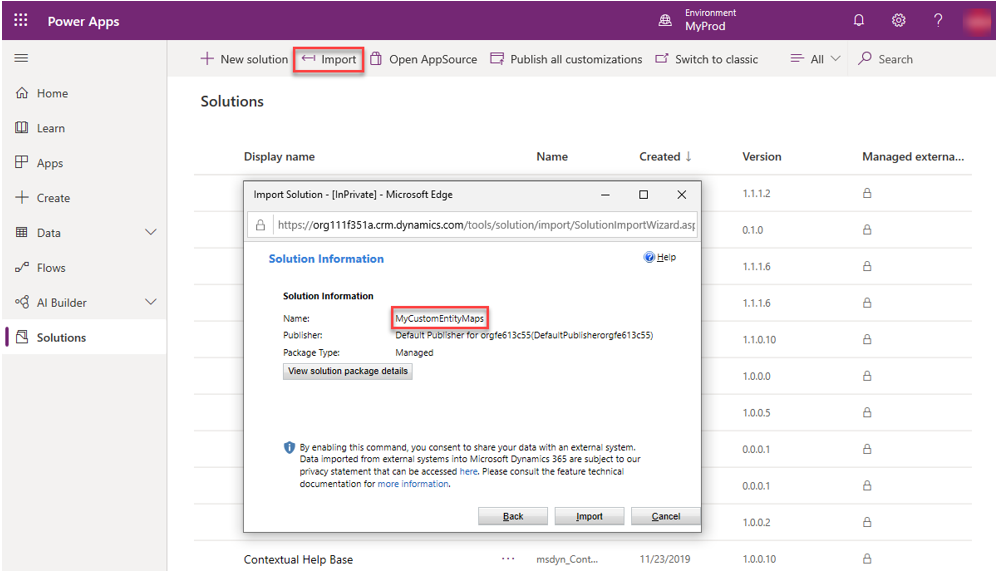 Power Apps
Environment
MyProd
?
New solution
Import
Open AppSource
Publish all customizations
Switch to classic
All
Search
Home
Learn
Apps
Create
Data
Flows
AI Builder
Solutions
Solutions
Display name Name Created ↓ Version Managed externa...
1.1.1.2
0.1.0
1.1.1.6
1.1.1.6
1.1.0.10
1.0.0.0
1.0.0.5
0.0.0.1
0.0.0.1
1.0.0.2
Contextual Help Base ··· msdyn_Cont... 11/23/2019 1.0.0.10
Import Solution - [InPrivate] - Microsoft Edge
https://org111f351a.crm.dynamics.com/tools/solution/import/SolutionImportWizard.asp
Solution Information
Help
Solution Information
Name: MyCustomEntityMaps
Publisher: Default Publisher for orgfe613c55(DefaultPublisherorgfe613c55)
Package Type: Managed
View solution package details
By enabling this command, you consent to share your data with an external system.
Data imported from external systems into Microsoft Dynamics 365 are subject to our
privacy statement that can be accessed here. Please consult the feature technical
documentation for more information.
Back
Import
Cancel